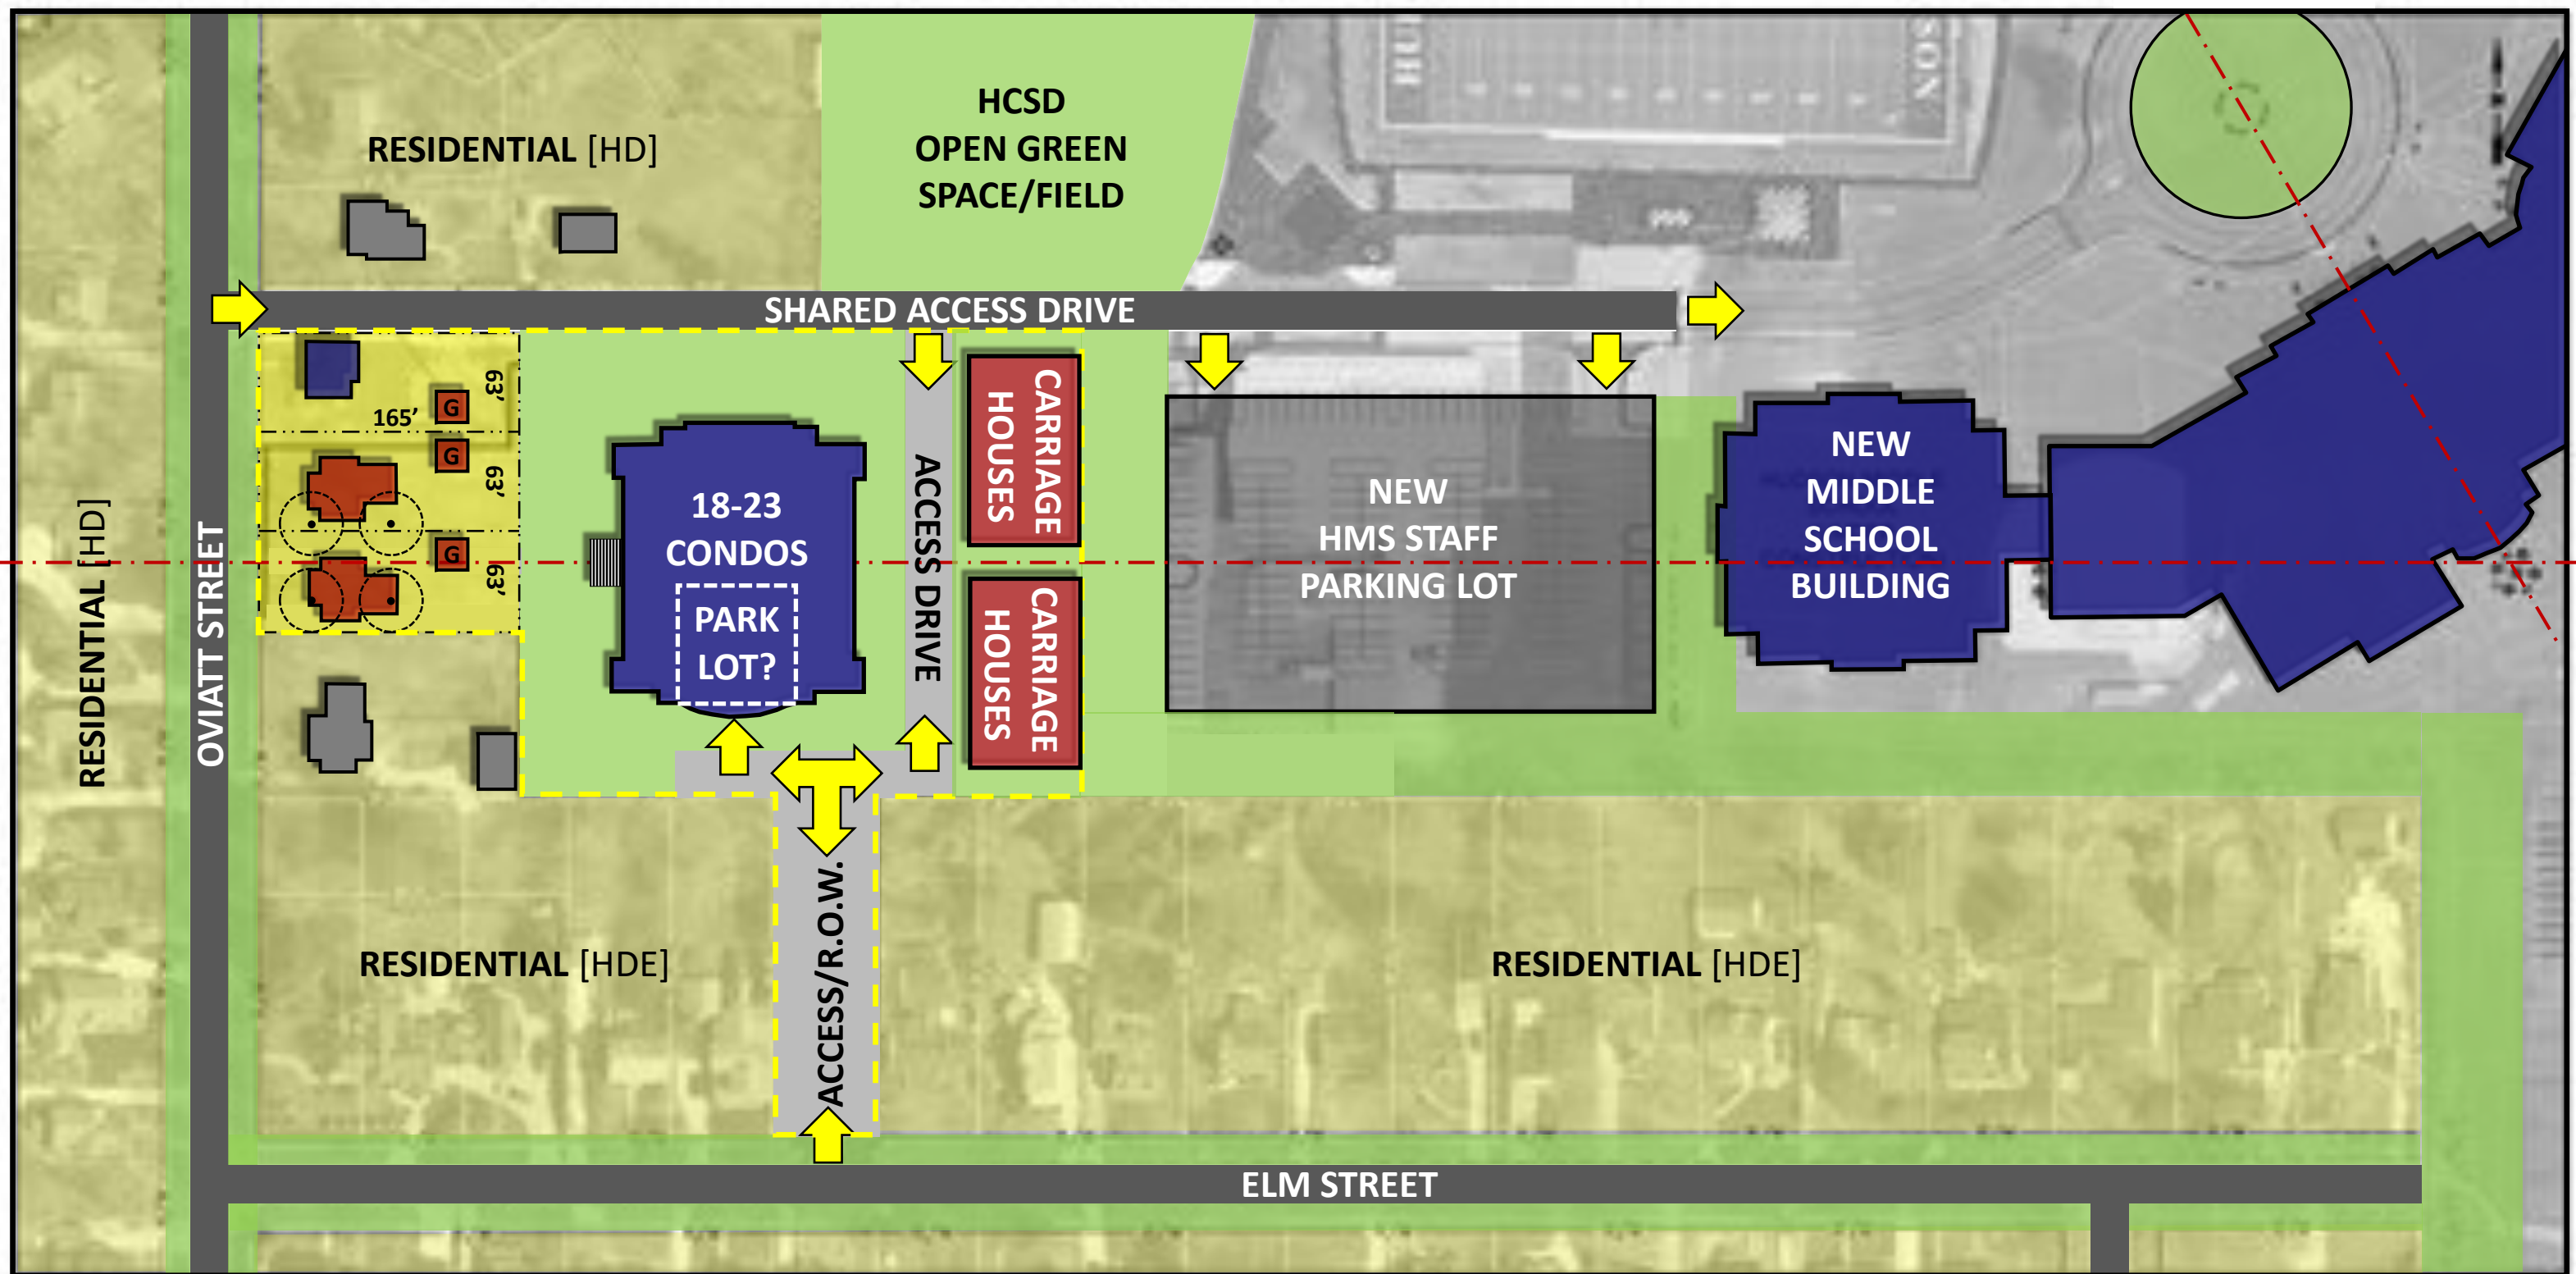 HCSD
OPEN GREEN
SPACE/FIELD
RESIDENTIAL [HD]
SHARED ACCESS DRIVE
63'
165'
G
G
63'
G
63'
RESIDENTIAL [HD]
OVIATT STREET
18-23
CONDOS
PARK
LOT?
ACCESS DRIVE
CARRIAGE
HOUSES
CARRIAGE
HOUSES
NEW
HMS STAFF
PARKING LOT
NEW
MIDDLE
SCHOOL
BUILDING
ACCESS/R.O.W.
RESIDENTIAL [HDE]
RESIDENTIAL [HDE]
ELM STREET